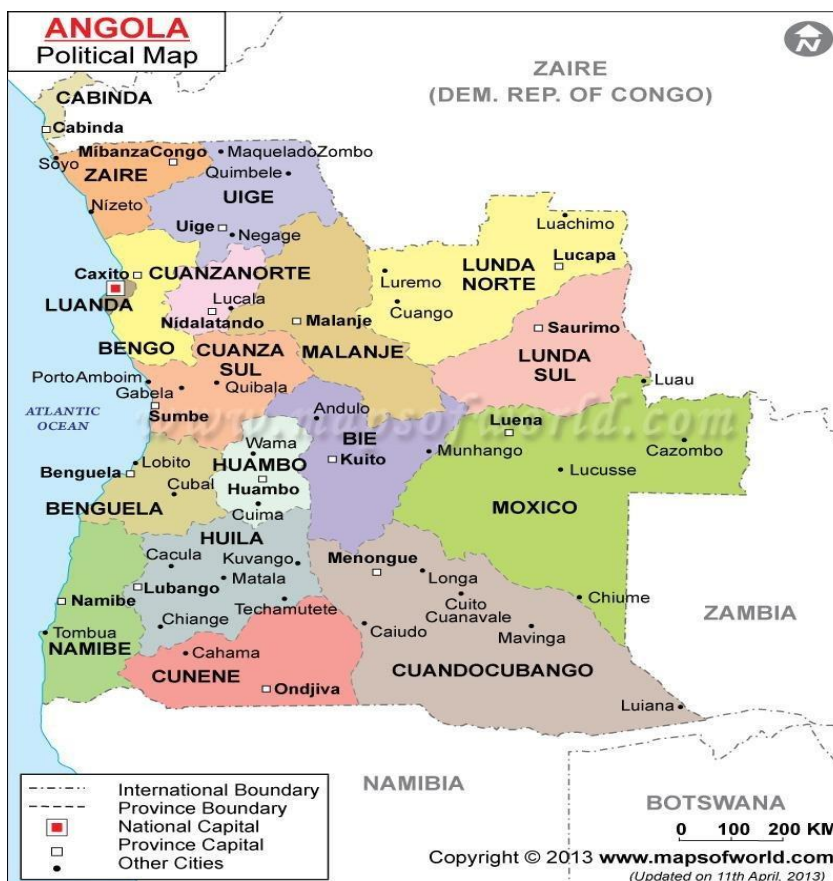 ANGOLA
Political Map
N
ZAIRE
(DEM. REP. OF CONGO)
CABINDA
Cabinda
MibanzaCongo
MaqueladoZombo
Soyo
Quimbele
ZAIRE
UIGE
Nizeto
Uige
Negage
Luachimo
Caxito
CUANZANORTE
Luremo
LUNDA
NORTE
Lucapa
LUANDA
Lucala
Cuango
Nidalatando
Malanje
Saurimo
BENGO
CUANZA
SUL
MALANJE
LUNDA
SUL
PortoAmboim
Gabela
Quibala
Luau
ATLANTIC
OCEAN
Sumbe
Andulo
www.mapsofworld.com
BIE
Luena
Wama
Cazombo
Lobito
HUAMBO
Kuito
Munhango
Benguela
Lucusse
Cubal
Huambo
BENGUELA
Cuima
MOXICO
HUILA
Cacula
Kuvango
Menongue
Lubango
Matala
Longa
Namibe
Techamutete
Cuito
Cuanavale
Chiume
ZAMBIA
Tombua
Chiange
Caiudo
Mavinga
NAMIBE
Cahama
CUNENE
CUANDOCUBANGO
Ondjiva
Luiana
NAMIBIA
BOTSWANA
International Boundary
Province Boundary
National Capital
Province Capital
Other Cities
0 100 200 KM
Copyright © 2013 www.mapsofworld.com
(Updated on 11th April, 2013)